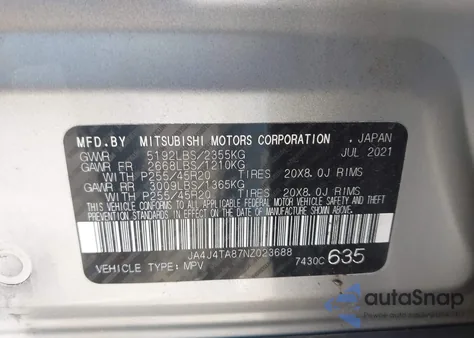 MFD.BY MITSUBISHI MOTORS CORPORATION . JAPAN
GVWR 5192LBS/2355KG JUL 2021
GAWR FR 2668LBS/1210KG
WITH P255/45R20 TIRES 20X8.0J RIMS
GAWR RR 3009LBS/1365KG
WITH P255/45R20 TIRES 20X8.0J RIMS
THIS VEHICLE CONFORMS TO ALL APPLICABLE
FEDERAL MOTOR VEHICLE SAFETY
AND THEFT PREVENTION STANDARDS IN EFFECT
ON THE DATE OF MANUFACTURE SHOWN ABOVE.
JA4J4TA87NZ023688
VEHICLE TYPE: MPV 7430C 635
autoSnap
www.autosnap.cloud